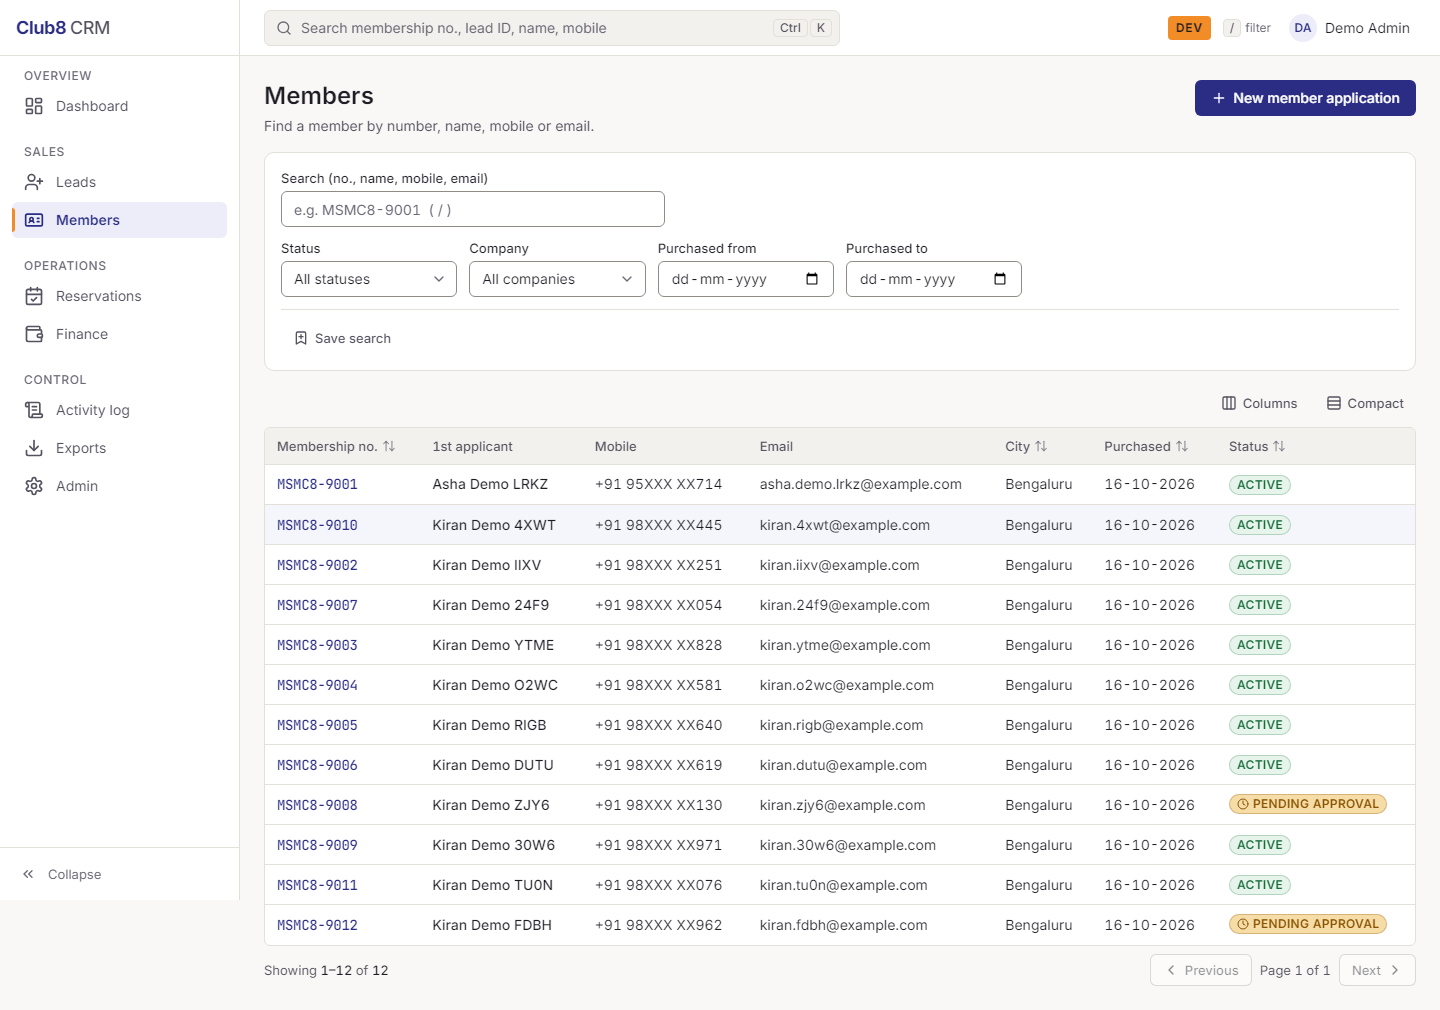 Club8 CRM
Search membership no., lead ID, name, mobile
Ctrl K
DEV
/ filter
DA Demo Admin
OVERVIEW
Dashboard
SALES
Leads
Members
OPERATIONS
Reservations
Finance
CONTROL
Activity log
Exports
Admin
Collapse
Members
Find a member by number, name, mobile or email.
New member application
Search (no., name, mobile, email)
e.g. MSMC8-9001 ( / )
Status Company Purchased from Purchased to
All statuses All companies dd-mm-yyyy dd-mm-yyyy
Save search
Columns Compact
Membership no. 1st applicant Mobile Email City Purchased Status
MSMC8-9001 Asha Demo LRKZ +91 95XXX XX714 asha.demo.lrkz@example.com Bengaluru 16-10-2026 ACTIVE
MSMC8-9010 Kiran Demo 4XWT +91 98XXX XX445 kiran.4xwt@example.com Bengaluru 16-10-2026 ACTIVE
MSMC8-9002 Kiran Demo IIXV +91 98XXX XX251 kiran.iixv@example.com Bengaluru 16-10-2026 ACTIVE
MSMC8-9007 Kiran Demo 24F9 +91 98XXX XX054 kiran.24f9@example.com Bengaluru 16-10-2026 ACTIVE
MSMC8-9003 Kiran Demo YTME +91 98XXX XX828 kiran.ytme@example.com Bengaluru 16-10-2026 ACTIVE
MSMC8-9004 Kiran Demo O2WC +91 98XXX XX581 kiran.o2wc@example.com Bengaluru 16-10-2026 ACTIVE
MSMC8-9005 Kiran Demo RIGB +91 98XXX XX640 kiran.rigb@example.com Bengaluru 16-10-2026 ACTIVE
MSMC8-9006 Kiran Demo DUTU +91 98XXX XX619 kiran.dutu@example.com Bengaluru 16-10-2026 ACTIVE
MSMC8-9008 Kiran Demo ZJY6 +91 98XXX XX130 kiran.zjy6@example.com Bengaluru 16-10-2026 PENDING APPROVAL
MSMC8-9009 Kiran Demo 30W6 +91 98XXX XX971 kiran.30w6@example.com Bengaluru 16-10-2026 ACTIVE
MSMC8-9011 Kiran Demo TU0N +91 98XXX XX076 kiran.tu0n@example.com Bengaluru 16-10-2026 ACTIVE
MSMC8-9012 Kiran Demo FDBH +91 98XXX XX962 kiran.fdbh@example.com Bengaluru 16-10-2026 PENDING APPROVAL
Showing 1–12 of 12
Previous Page 1 of 1 Next